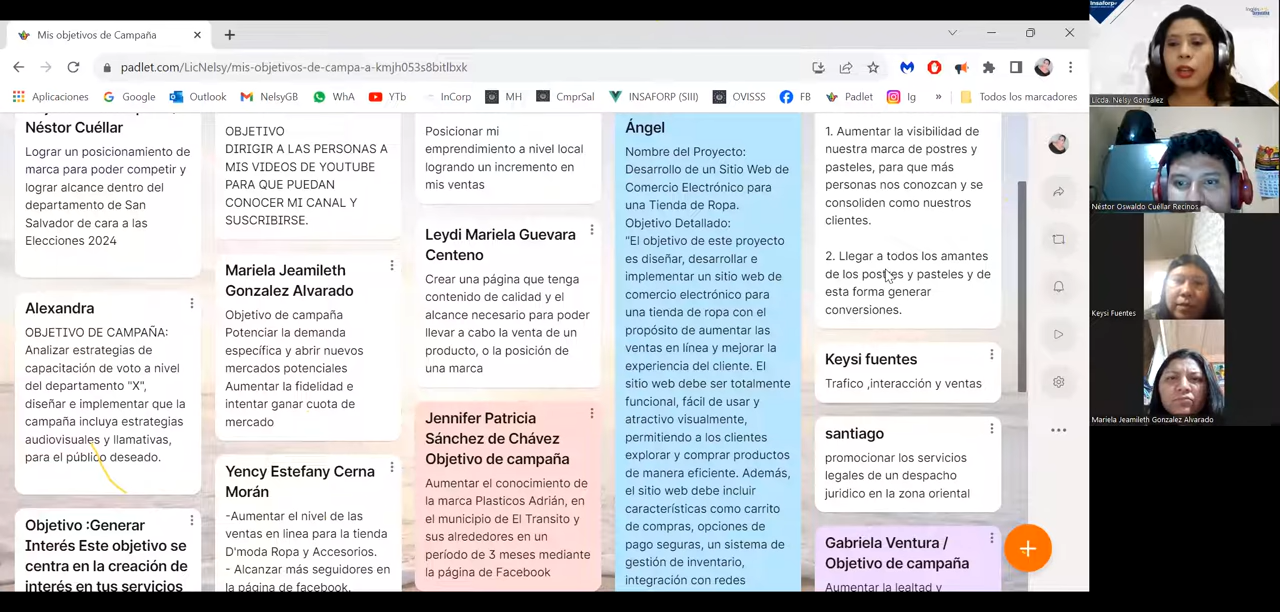 Mis objetivos de Campaña
padlet.com/LicNelsy/mis-objetivos-de-campa-a-kmjh053s8bitlbxk
Aplicaciones
Google
Outlook
NelsyGB
WhA
YTb
InCorp
MH
CmprSal
INSAFORP (SIII)
OVISSS
FB
Padlet
Ig
»
Todos los marcadores
Néstor Cuéllar
Lograr un posicionamiento de
marca para poder competir y
lograr alcance dentro del
departamento de San
Salvador de cara a las
Elecciones 2024
Alexandra
OBJETIVO DE CAMPAÑA:
Analizar estrategias de
capacitación de voto a nivel
del departamento "X",
diseñar e implementar que la
campaña incluya estrategias
audiovisuales y llamativas,
para el público deseado.
Objetivo :Generar
Interés Este objetivo se
centra en la creación de
interés en tus servicios
OBJETIVO
DIRIGIR A LAS PERSONAS A
MIS VIDEOS DE YOUTUBE
PARA QUE PUEDAN
CONOCER MI CANAL Y
SUSCRIBIRSE.
Mariela Jeamileth
Gonzalez Alvarado
Objetivo de campaña
Potenciar la demanda
específica y abrir nuevos
mercados potenciales
Aumentar la fidelidad e
intentar ganar cuota de
mercado
Yency Estefany Cerna
Morán
-Aumentar el nivel de las
ventas en linea para la tienda
D'moda Ropa y Accesorios.
- Alcanzar más seguidores en
la página de facebook.
Posicionar mi
emprendimiento a nivel local
logrando un incremento en
mis ventas
Leydi Mariela Guevara
Centeno
Crear una página que tenga
contenido de calidad y el
alcance necesario para poder
llevar a cabo la venta de un
producto, o la posición de
una marca
Jennifer Patricia
Sánchez de Chávez
Objetivo de campaña
Aumentar el conocimiento de
la marca Plasticos Adrián, en
el municipio de El Transito y
sus alrededores en un
período de 3 meses mediante
la página de Facebook
Ángel
Nombre del Proyecto:
Desarrollo de un Sitio Web de
Comercio Electrónico para
una Tienda de Ropa.
Objetivo Detallado:
"El objetivo de este proyecto
es diseñar, desarrollar e
implementar un sitio web de
comercio electrónico para
una tienda de ropa con el
propósito de aumentar las
ventas en línea y mejorar la
experiencia del cliente. El
sitio web debe ser totalmente
funcional, fácil de usar y
atractivo visualmente,
permitiendo a los clientes
explorar y comprar productos
de manera eficiente. Además,
el sitio web debe incluir
características como carrito
de compras, opciones de
pago seguras, un sistema de
gestión de inventario,
integración con redes
1. Aumentar la visibilidad de
nuestra marca de postres y
pasteles, para que más
personas nos conozcan y se
consoliden como nuestros
clientes.
2. Llegar a todos los amantes
de los postres y pasteles y de
esta forma generar
conversiones.
Keysi fuentes
Trafico ,interacción y ventas
santiago
promocionar los servicios
legales de un despacho
juridico en la zona oriental
Gabriela Ventura /
Objetivo de campaña
Aumentar la lealtad y
Insaforp
Licda. Nelsy González
Néstor Oswaldo Cuéllar Recinos
Keysi Fuentes
Mariela Jeamileth Gonzalez Alvarado